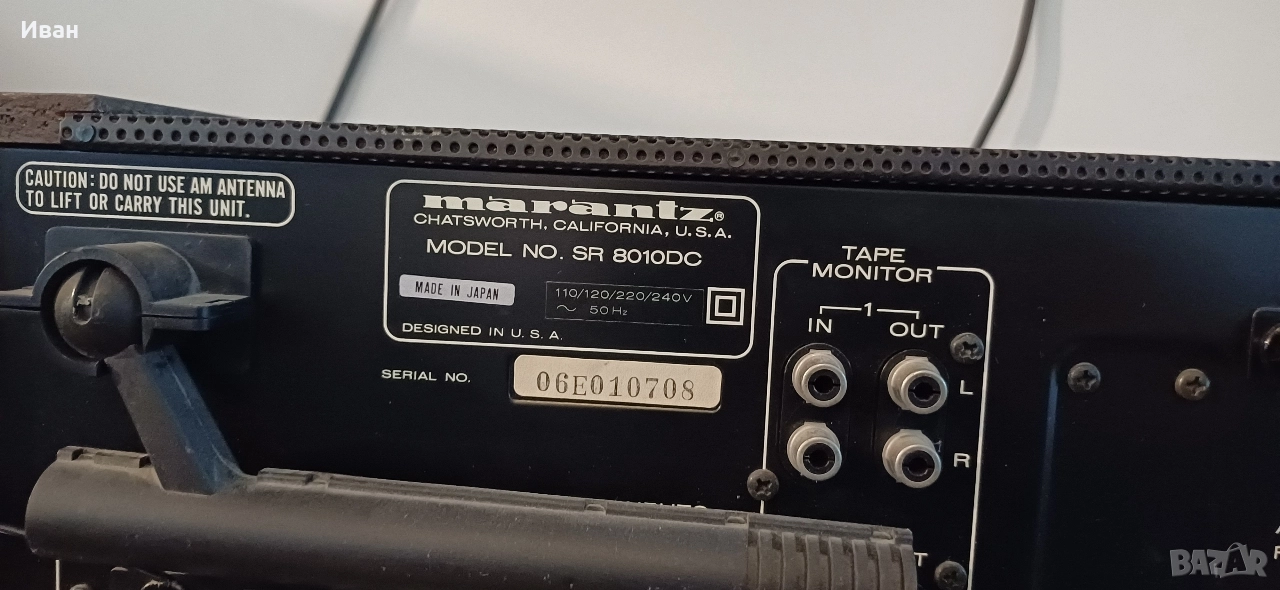 Иван
CAUTION: DO NOT USE AM ANTENNA
TO LIFT OR CARRY THIS UNIT.
marantz®
CHATSWORTH, CALIFORNIA, U.S.A.
MODEL NO. SR 8010DC
MADE IN JAPAN
110/120/220/240V
~ 50Hz
DESIGNED IN U.S.A.
SERIAL NO.
06E010708
TAPE
MONITOR
1
IN OUT
L
R
BAZAR